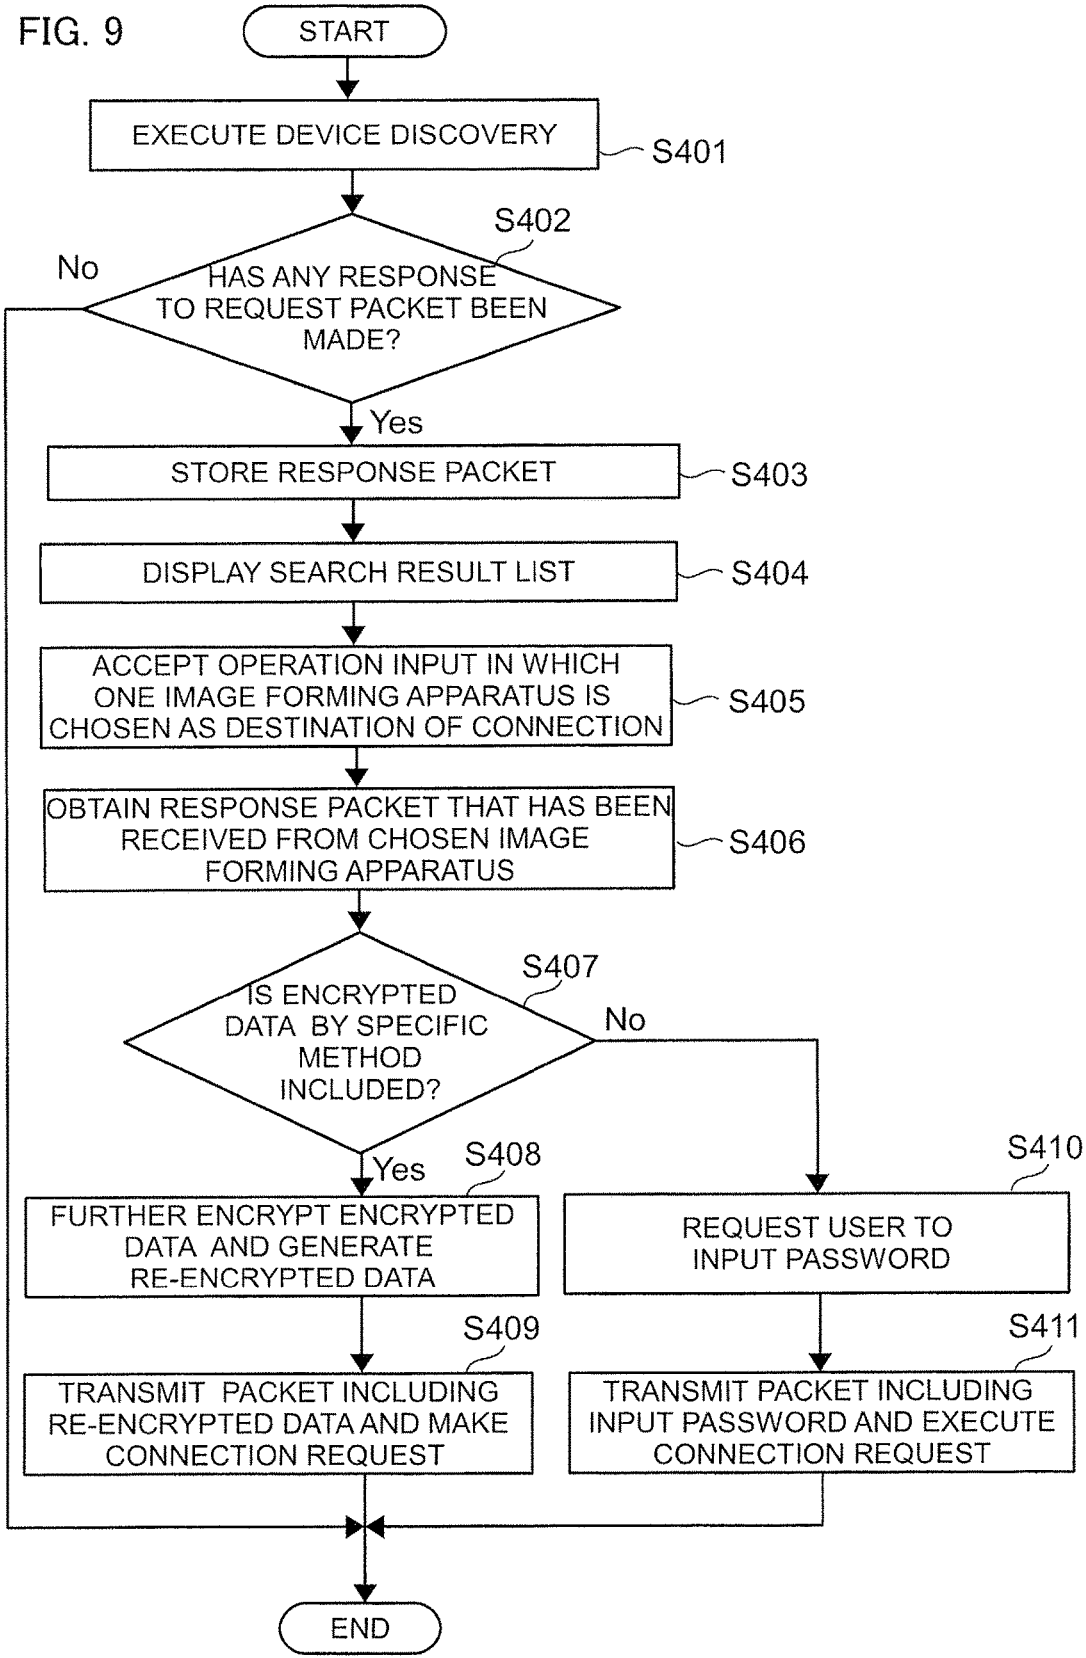 FIG. 9
START
EXECUTE DEVICE DISCOVERY
S401
S402
No
HAS ANY RESPONSE
TO REQUEST PACKET BEEN
MADE?
Yes
STORE RESPONSE PACKET
S403
DISPLAY SEARCH RESULT LIST
S404
ACCEPT OPERATION INPUT IN WHICH
ONE IMAGE FORMING APPARATUS IS
CHOSEN AS DESTINATION OF CONNECTION
S405
OBTAIN RESPONSE PACKET THAT HAS BEEN
RECEIVED FROM CHOSEN IMAGE
FORMING APPARATUS
S406
S407
IS ENCRYPTED
DATA BY SPECIFIC
METHOD
INCLUDED?
No
Yes
S408
FURTHER ENCRYPT ENCRYPTED
DATA AND GENERATE
RE-ENCRYPTED DATA
S410
REQUEST USER TO
INPUT PASSWORD
S409
TRANSMIT PACKET INCLUDING
RE-ENCRYPTED DATA AND MAKE
CONNECTION REQUEST
S411
TRANSMIT PACKET INCLUDING
INPUT PASSWORD AND EXECUTE
CONNECTION REQUEST
END